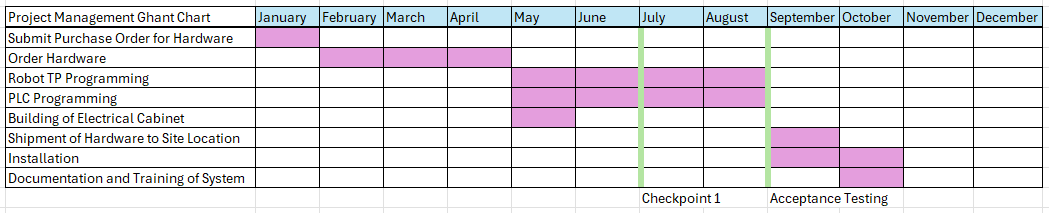 Project Management Ghant Chart January February March April May June July August September October November December
Submit Purchase Order for Hardware
Order Hardware
Robot TP Programming
PLC Programming
Building of Electrical Cabinet
Shipment of Hardware to Site Location
Installation
Documentation and Training of System
Checkpoint 1 Acceptance Testing